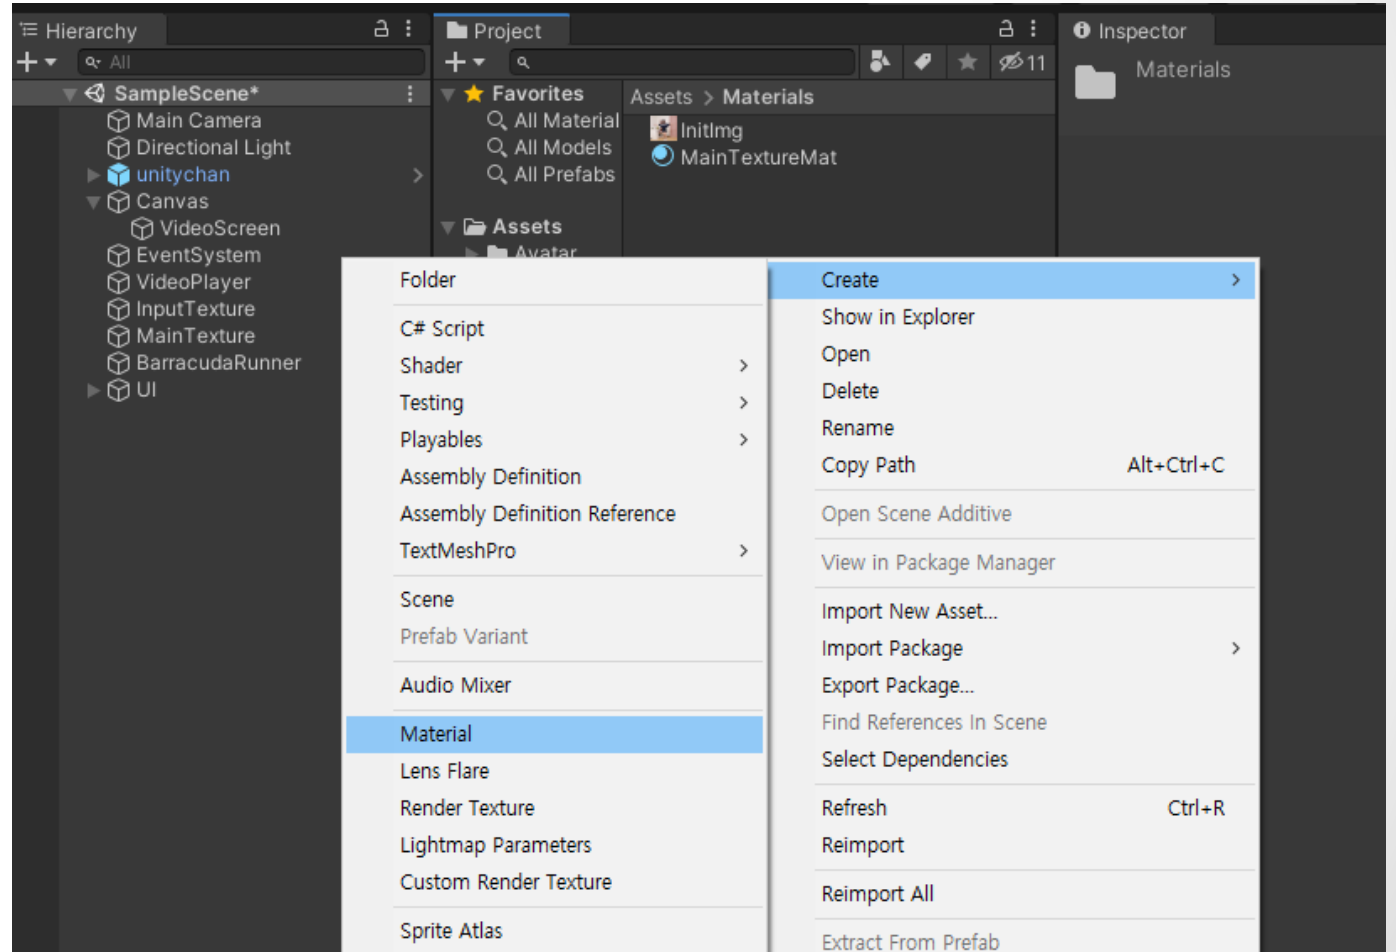 Hierarchy
All
SampleScene*
Main Camera
Directional Light
unitychan
Canvas
VideoScreen
EventSystem
VideoPlayer
InputTexture
MainTexture
BarracudaRunner
UI
Project
11
Favorites
All Material
All Models
All Prefabs
Assets
Avatar
Assets > Materials
InitImg
MainTextureMat
Inspector
Materials
Folder
C# Script
Shader
Testing
Playables
Assembly Definition
Assembly Definition Reference
TextMeshPro
Scene
Prefab Variant
Audio Mixer
Material
Lens Flare
Render Texture
Lightmap Parameters
Custom Render Texture
Sprite Atlas
Create
Show in Explorer
Open
Delete
Rename
Copy Path Alt+Ctrl+C
Open Scene Additive
View in Package Manager
Import New Asset...
Import Package
Export Package...
Find References In Scene
Select Dependencies
Refresh Ctrl+R
Reimport
Reimport All
Extract From Prefab